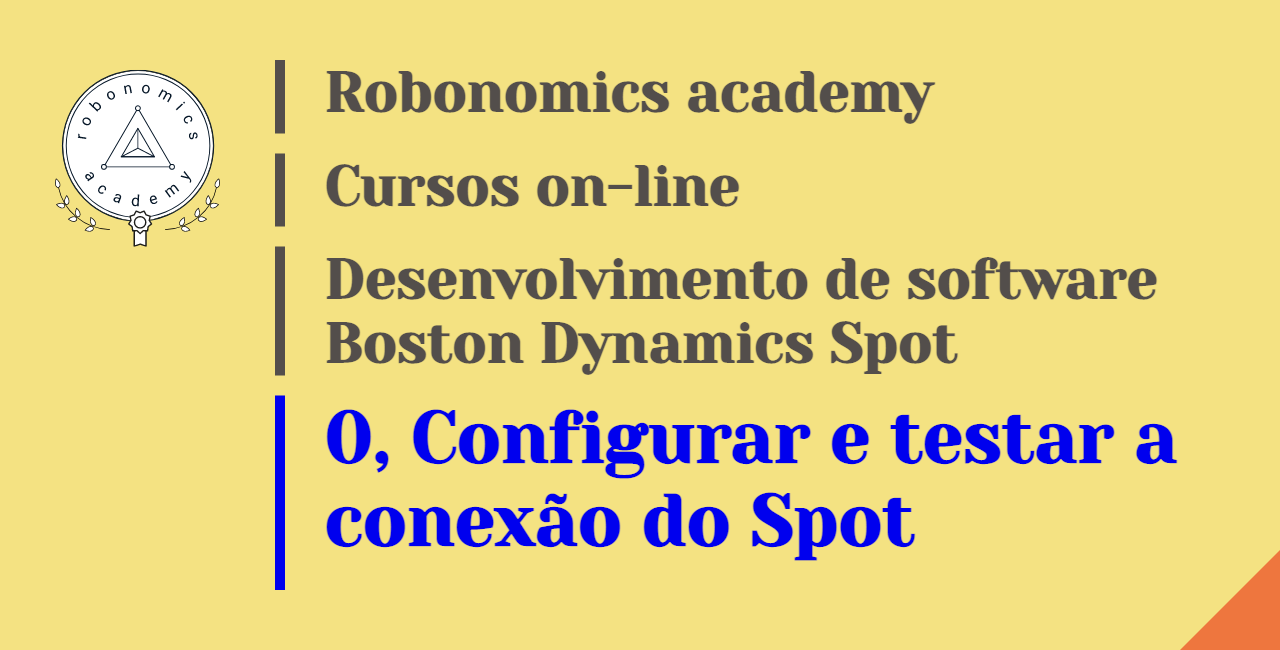 robonomics
academy
Robonomics academy
Cursos on-line
Desenvolvimento de software
Boston Dynamics Spot
0, Configurar e testar a
conexão do Spot